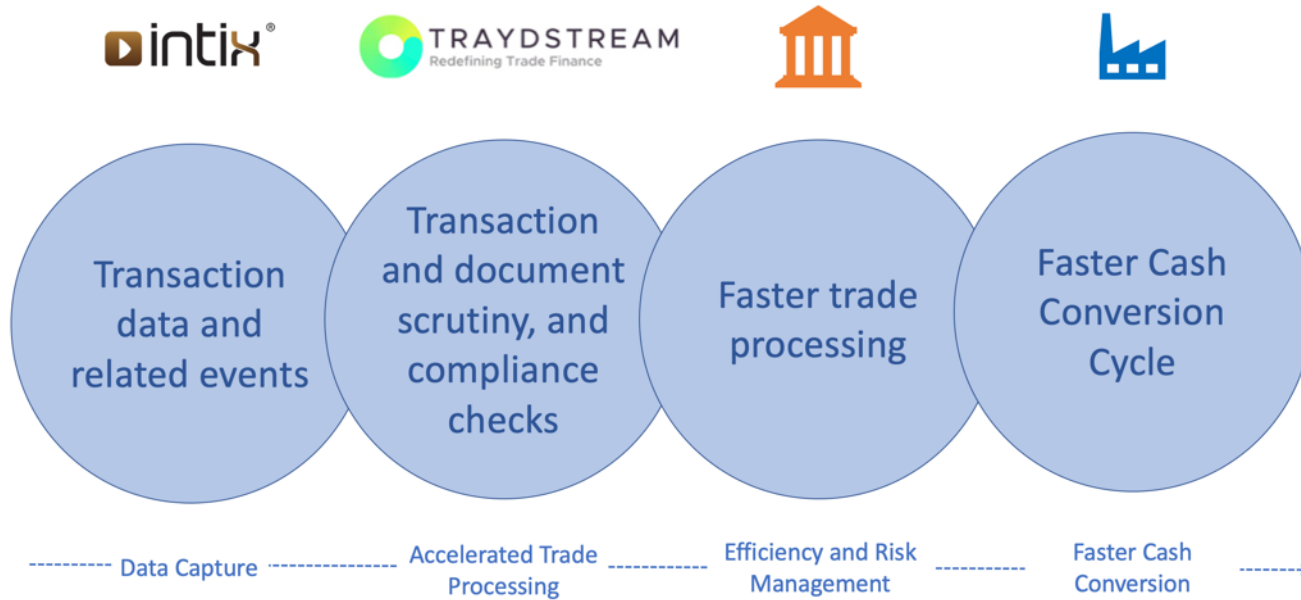 intix®
TRAYDSTREAM
Redefining Trade Finance
Transaction
data and
related events
Transaction
and document
scrutiny, and
compliance
checks
Faster trade
processing
Faster Cash
Conversion
Cycle
Data Capture
Accelerated Trade
Processing
Efficiency and Risk
Management
Faster Cash
Conversion